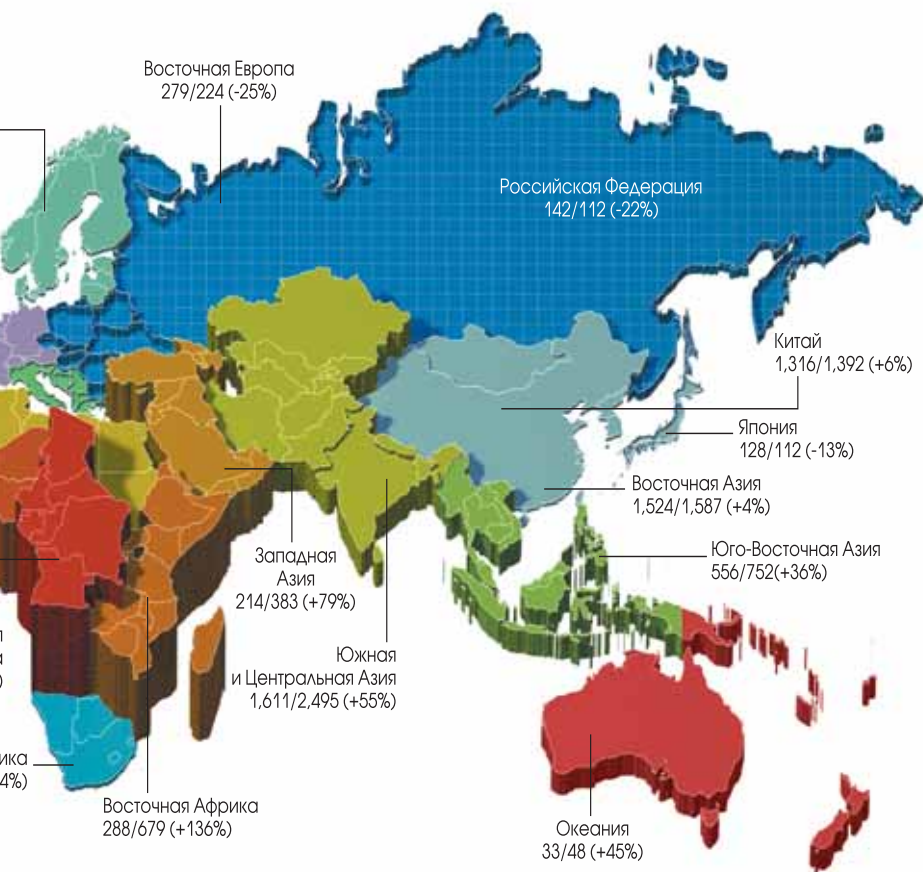 Восточная Европа
279/224 (-25%)
Российская Федерация
142/112 (-22%)
Китай
1,316/1,392 (+6%)
Япония
128/112 (-13%)
Восточная Азия
1,524/1,587 (+4%)
Юго-Восточная Азия
556/752(+36%)
Западная
Азия
214/383 (+79%)
Южная
и Центральная Азия
1,611/2,495 (+55%)
4%)
Восточная Африка
288/679 (+136%)
Океания
33/48 (+45%)